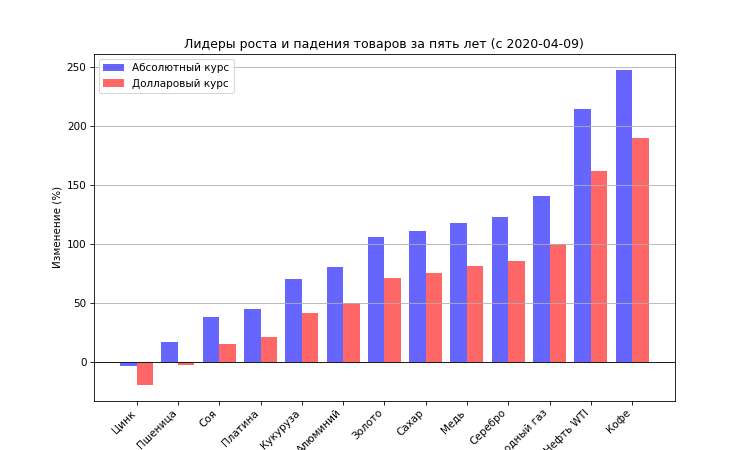 Лидеры роста и падения товаров за пять лет (с 2020-04-09)
Абсолютный курс
Долларовый курс
Изменение (%)
250
200
150
100
50
0
Цинк
Пшеница
Соя
Платина
Кукуруза
Алюминий
Золото
Сахар
Медь
Серебро
газ
Нефть WTI
Кофе